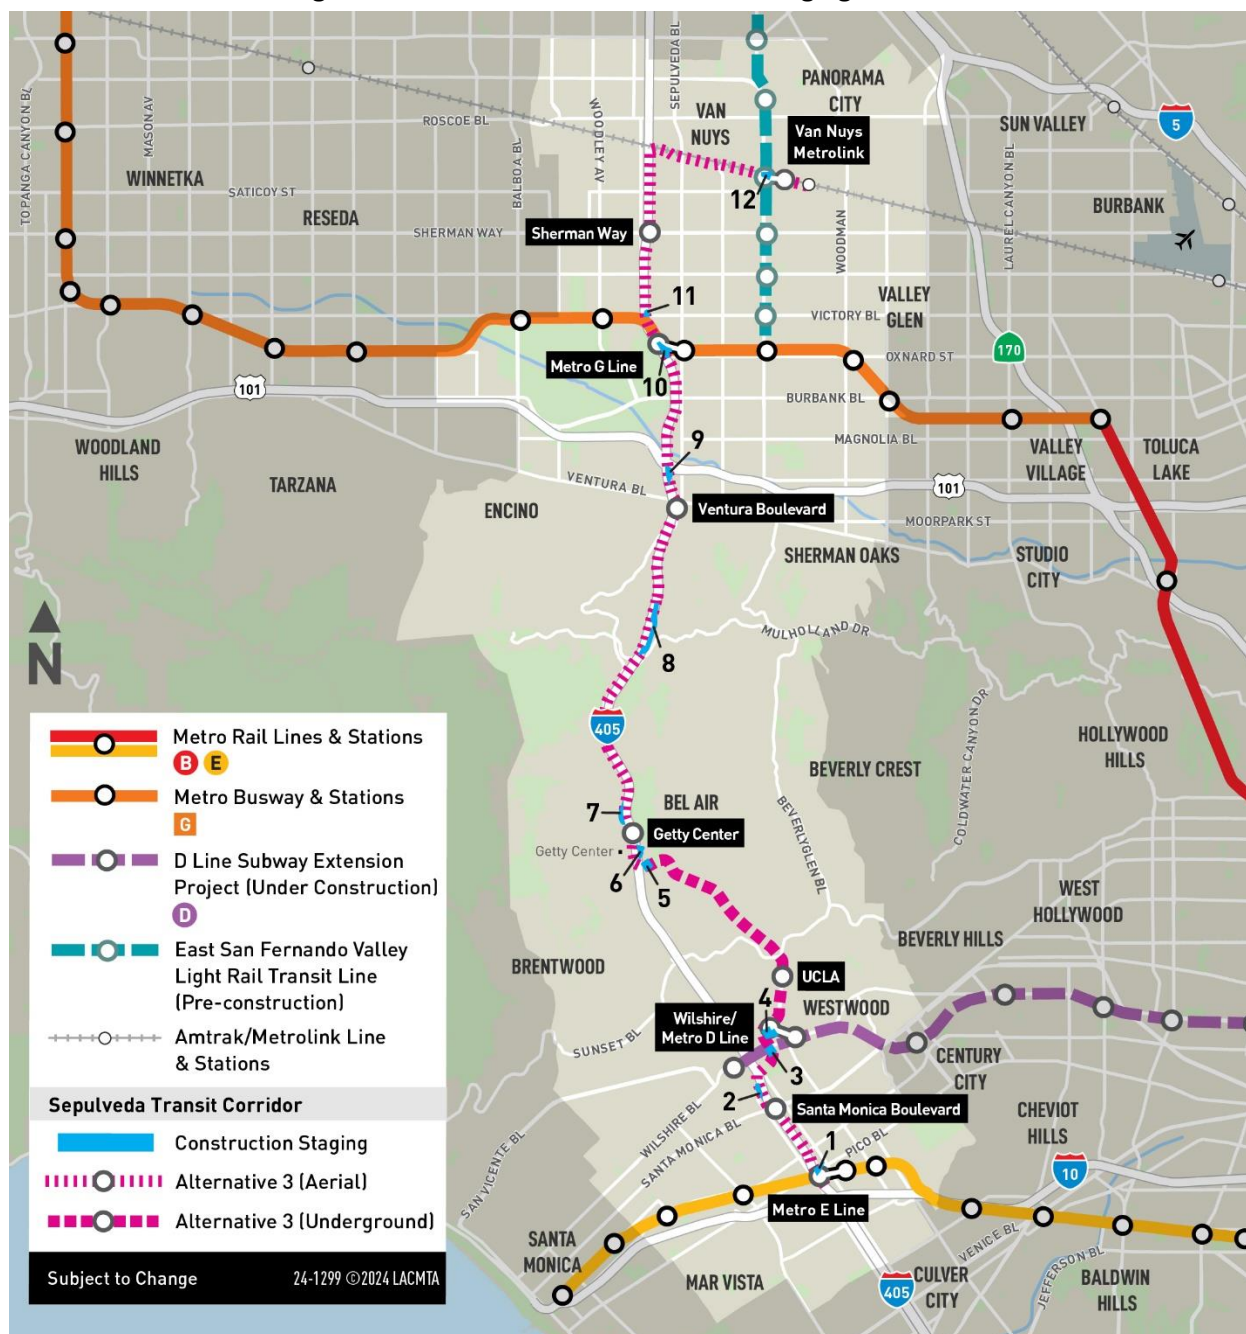 TOPANGA CANYON BL
MASON AV
WINNETKA
ROSCOE BL
SATICOY ST
RESEDA
BALBOA BL
SHERMAN WAY
WOODLEY AV
SEPULVEDA BL
VAN
NUYS
PANORAMA
CITY
Van Nuys
Metrolink
12
SUN VALLEY
5
LAUREL CANYON BL
BURBANK
WOODMAN
Sherman Way
11
VICTORY BL
VALLEY
GLEN
OXNARD ST
170
Metro G Line
10
BURBANK BL
MAGNOLIA BL
101
WOODLAND
HILLS
TARZANA
VENTURA BL
9
ENCINO
Ventura Boulevard
101
VALLEY
VILLAGE
TOLUCA
LAKE
MOORPARK ST
SHERMAN OAKS
STUDIO
CITY
MULHOLLAND DR
8
N
405
COLDWATER CANYON DR
HOLLYWOOD
HILLS
BEVERLY CREST
BEVERLYGLEN BL
7
BEL AIR
Getty Center
Getty Center
6
5
WEST
HOLLYWOOD
BEVERLY HILLS
BRENTWOOD
UCLA
4
WESTWOOD
Wilshire/
Metro D Line
SUNSET BL
3
CENTURY
CITY
2
Santa Monica Boulevard
WILSHIRE BL
SANTA MONICA BL
1
PICO BL
CHEVIOT
HILLS
10
SAN VICENTE BL
Metro E Line
SANTA
MONICA
VENICE BL
JEFFERSON BL
MAR VISTA
405
CULVER
CITY
BALDWIN
HILLS
Metro Rail Lines & Stations
B E
Metro Busway & Stations
G
D Line Subway Extension
Project (Under Construction)
D
East San Fernando Valley
Light Rail Transit Line
(Pre-construction)
Amtrak/Metrolink Line
& Stations
Sepulveda Transit Corridor
Construction Staging
Alternative 3 (Aerial)
Alternative 3 (Underground)
Subject to Change 24-1299 ©2024 LACMTA